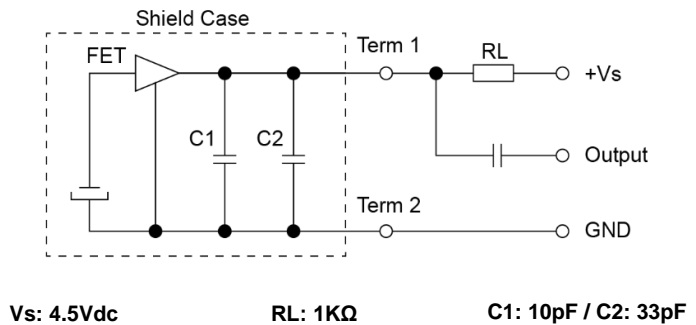 Shield Case
FET
Term 1
RL
+Vs
C1
C2
Output
Term 2
GND
Vs: 4.5Vdc
RL: 1KΩ
C1: 10pF / C2: 33pF